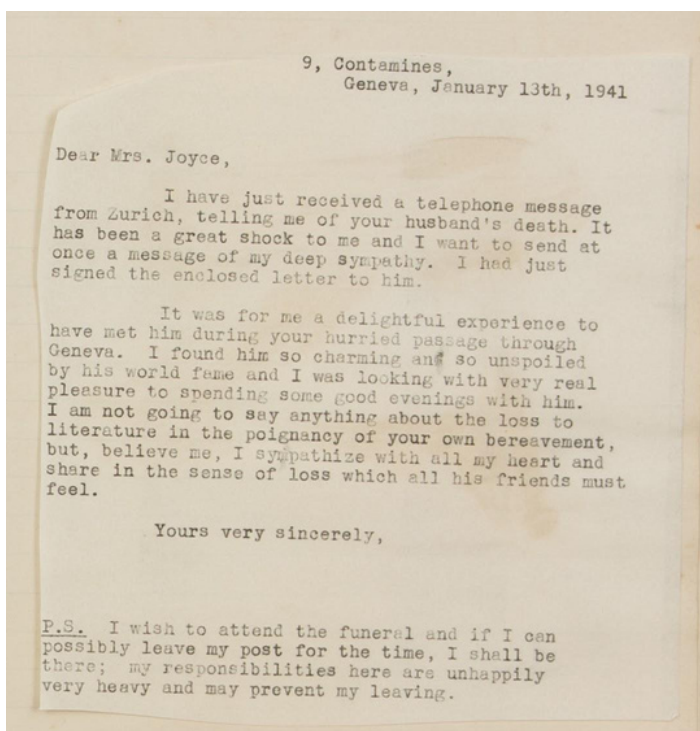 9, Contamines,
Geneva, January 13th, 1941
Dear Mrs. Joyce,
I have just received a telephone message
from Zurich, telling me of your husband's death. It
has been a great shock to me and I want to send at
once a message of my deep sympathy. I had just
signed the enclosed letter to him.
It was for me a delightful experience to
have met him during your hurried passage through
Geneva. I found him so charming and so unspoiled
by his world fame and I was looking with very real
pleasure to spending some good evenings with him.
I am not going to say anything about the loss to
literature in the poignancy of your own bereavement,
but, believe me, I sympathize with all my heart and
share in the sense of loss which all his friends must
feel.
Yours very sincerely,
P.S. I wish to attend the funeral and if I can
possibly leave my post for the time, I shall be
there; my responsibilities here are unhappily
very heavy and may prevent my leaving.